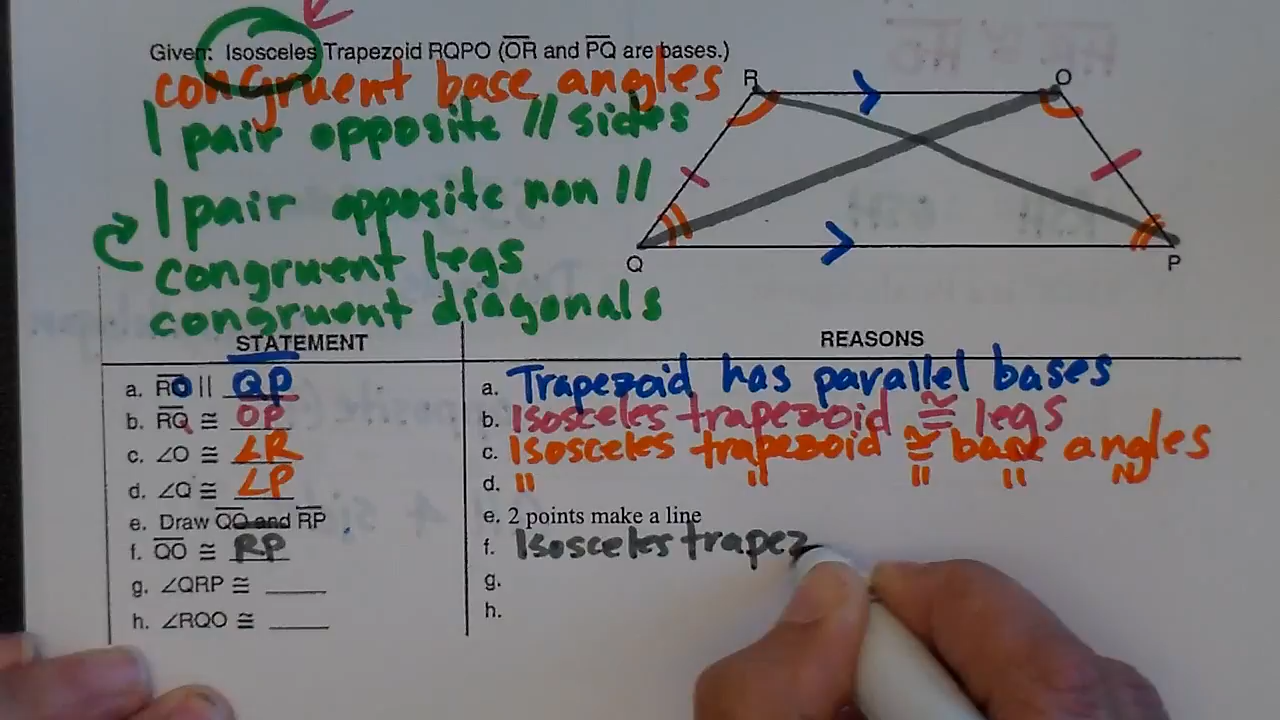 Given: Isosceles Trapezoid RQPO (OR and PQ are bases.)
congruent base angles
1 pair opposite // sides
1 pair opposite non //
congruent legs
congruent diagonals
R O
Q P
STATEMENT REASONS
a. RO || QP a. Trapezoid has parallel bases
b. RQ ≅ OP b. Isosceles trapezoid ≅ legs
c. ∠O ≅ ∠R c. Isosceles trapezoid ≅ base angles
d. ∠Q ≅ ∠P d. " " " " "
e. Draw QO and RP e. 2 points make a line
f. QO ≅ RP f. Isosceles trapez
g. ∠QRP ≅ ____ g.
h. ∠RQO ≅ ____ h.